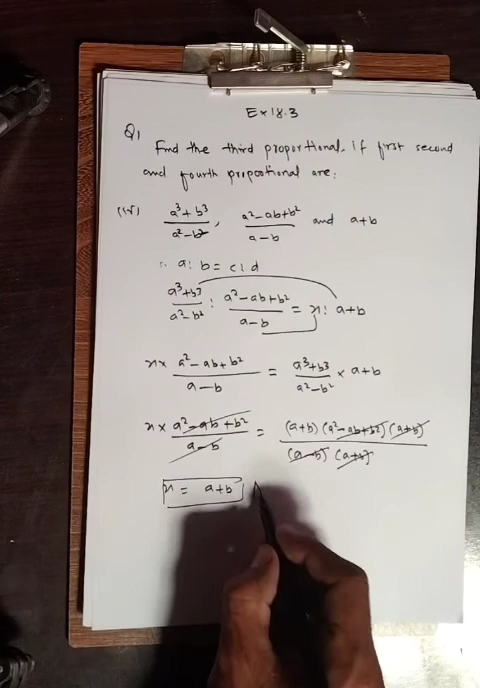 Ex 18.3
Q1
Find the third proportional, if first second
and fourth propotional are:
(iv) a³+b³/a²-b², a²-ab+b²/a-b and a+b
∴ a:b = c:d
a³+b³/a²-b² : a²-ab+b²/a-b = x : a+b
x × a²-ab+b²/a-b = a³+b³/a²-b² × a+b
x × a²-ab+b²/a-b = (a+b)(a²-ab+b²)(a+b)/(a-b)(a+b)
x = a+b